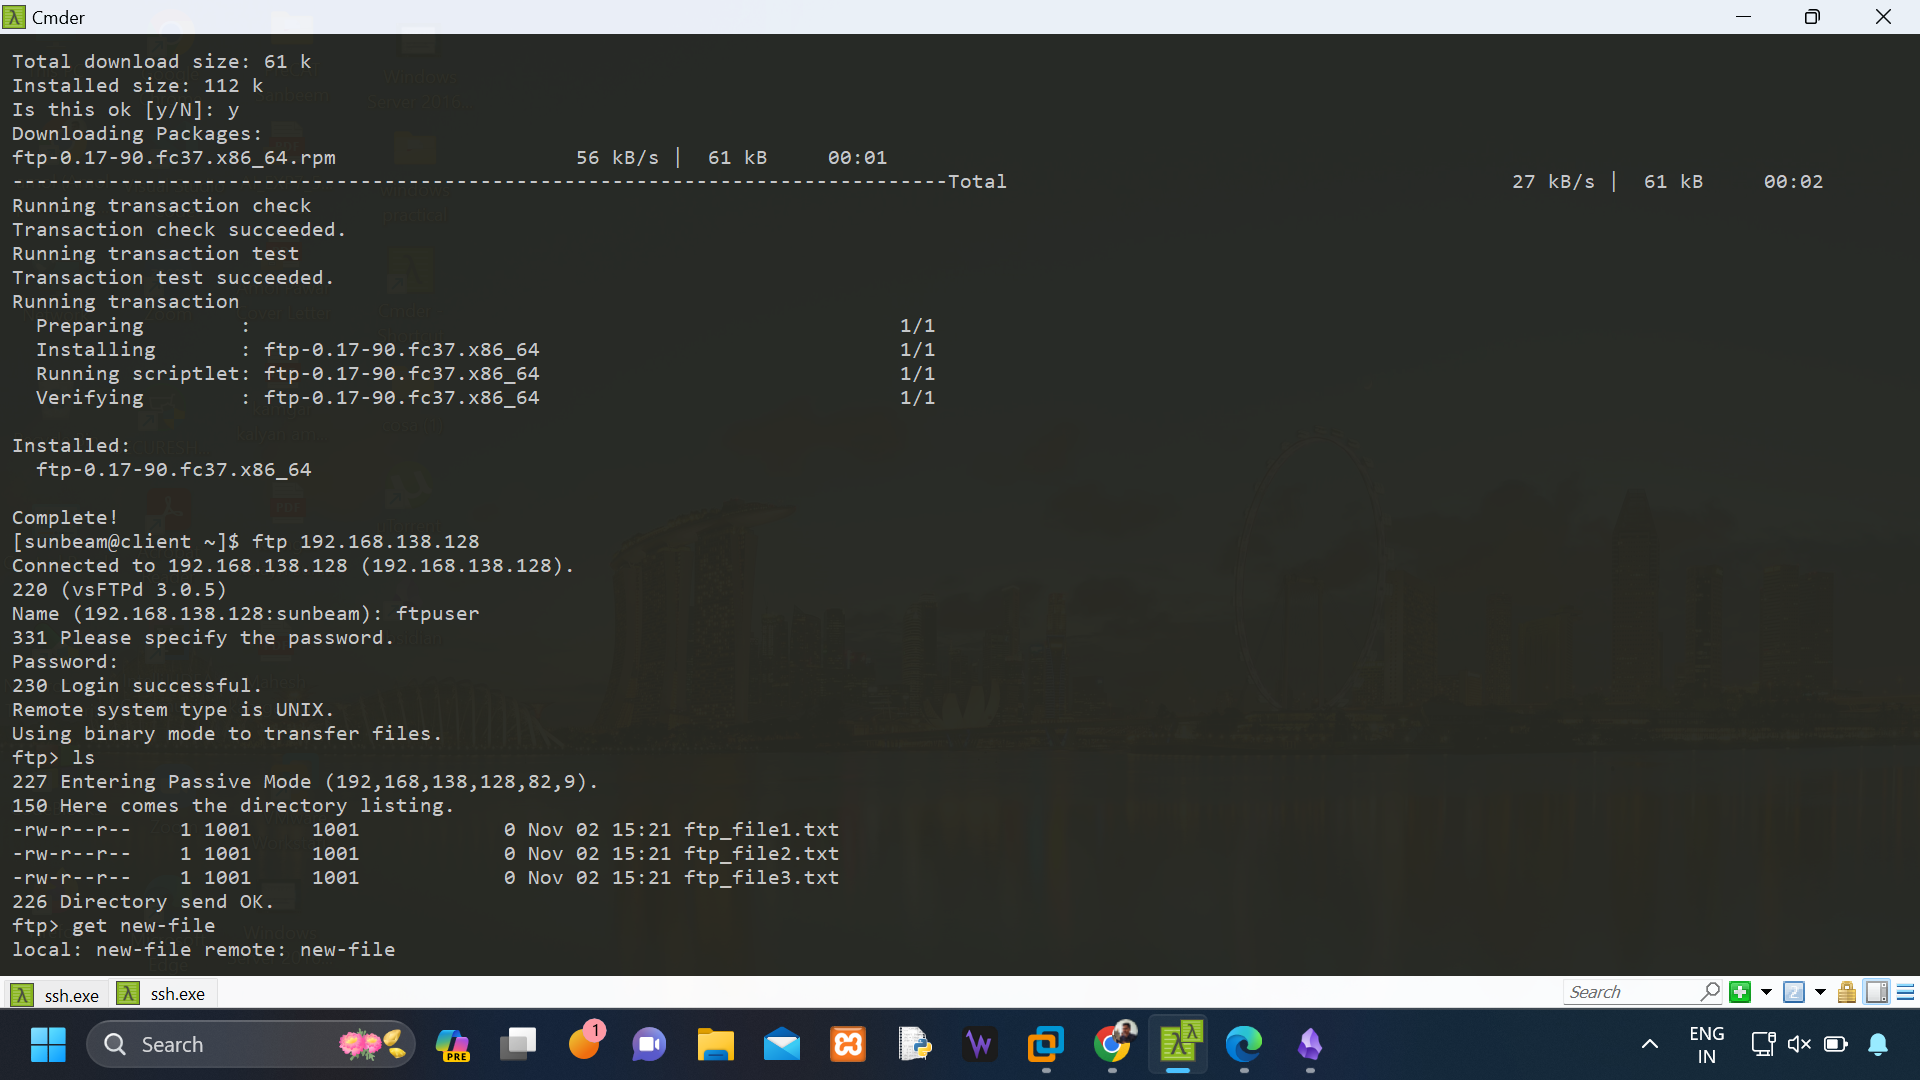 Cmder
Total download size: 61 k
Installed size: 112 k
Is this ok [y/N]: y
Downloading Packages:
ftp-0.17-90.fc37.x86_64.rpm                    56 kB/s |  61 kB     00:01
------------------------------------------------------------------------------Total                                          27 kB/s |  61 kB     00:02
Running transaction check
Transaction check succeeded.
Running transaction test
Transaction test succeeded.
Running transaction
  Preparing        :                                                      1/1
  Installing       : ftp-0.17-90.fc37.x86_64                              1/1
  Running scriptlet: ftp-0.17-90.fc37.x86_64                              1/1
  Verifying        : ftp-0.17-90.fc37.x86_64                              1/1
Installed:
  ftp-0.17-90.fc37.x86_64
Complete!
[sunbeam@client ~]$ ftp 192.168.138.128
Connected to 192.168.138.128 (192.168.138.128).
220 (vsFTPd 3.0.5)
Name (192.168.138.128:sunbeam): ftpuser
331 Please specify the password.
Password:
230 Login successful.
Remote system type is UNIX.
Using binary mode to transfer files.
ftp> ls
227 Entering Passive Mode (192,168,138,128,82,9).
150 Here comes the directory listing.
-rw-r--r--    1 1001     1001            0 Nov 02 15:21 ftp_file1.txt
-rw-r--r--    1 1001     1001            0 Nov 02 15:21 ftp_file2.txt
-rw-r--r--    1 1001     1001            0 Nov 02 15:21 ftp_file3.txt
226 Directory send OK.
ftp> get new-file
local: new-file remote: new-file
ssh.exe
ssh.exe
Search
Search
PRE
1
ENG
IN